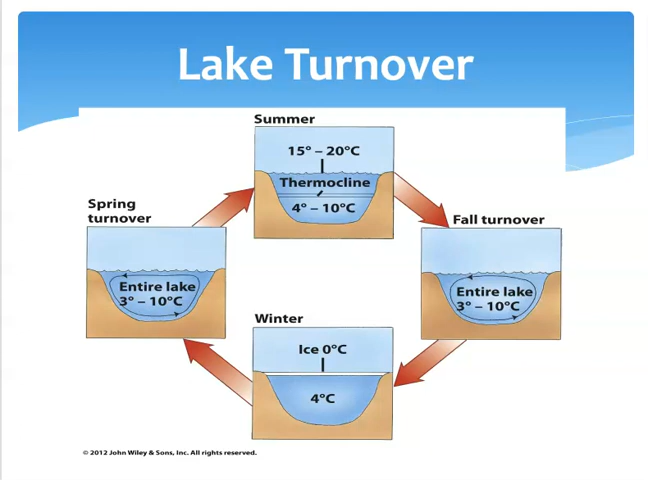 Lake Turnover
Summer
15° – 20°C
Thermocline
4° – 10°C
Spring
turnover
Entire lake
3° – 10°C
Fall turnover
Entire lake
3° – 10°C
Winter
Ice 0°C
4°C
© 2012 John Wiley & Sons, Inc. All rights reserved.